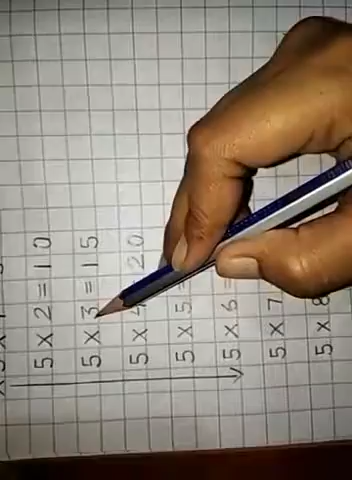 5 X 2 = 10
5 X 3 = 15
5 X 4 20
5 X 5 =
5 X 6 =
5 X 7
5 X 8